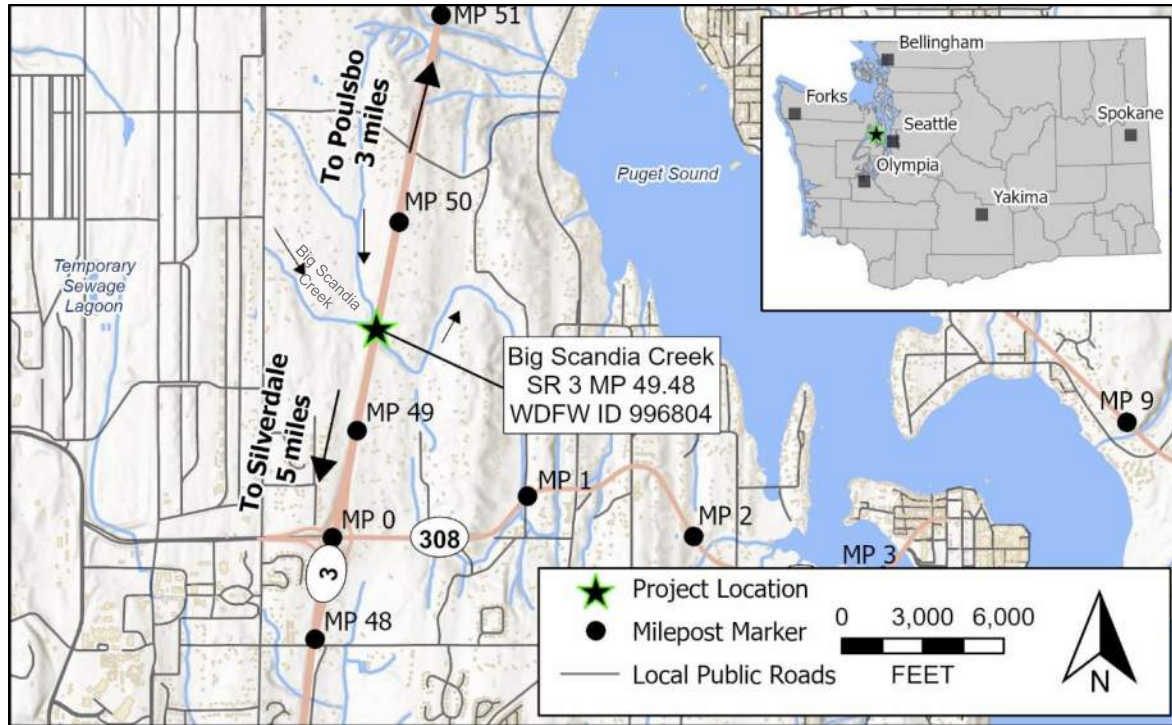 MP 51
To Poulsbo
3 miles
MP 50
Puget Sound
Bellingham
Forks
Seattle
Spokane
Olympia
Yakima
Temporary
Sewage
Lagoon
Big Scandia
Creek
Big Scandia Creek
SR 3 MP 49.48
WDFW ID 996804
MP 9
To Silverdale
5 miles
MP 49
MP 1
MP 0
308
MP 2
MP 3
3
MP 48
Project Location
Milepost Marker
Local Public Roads
0 3,000 6,000
FEET
N